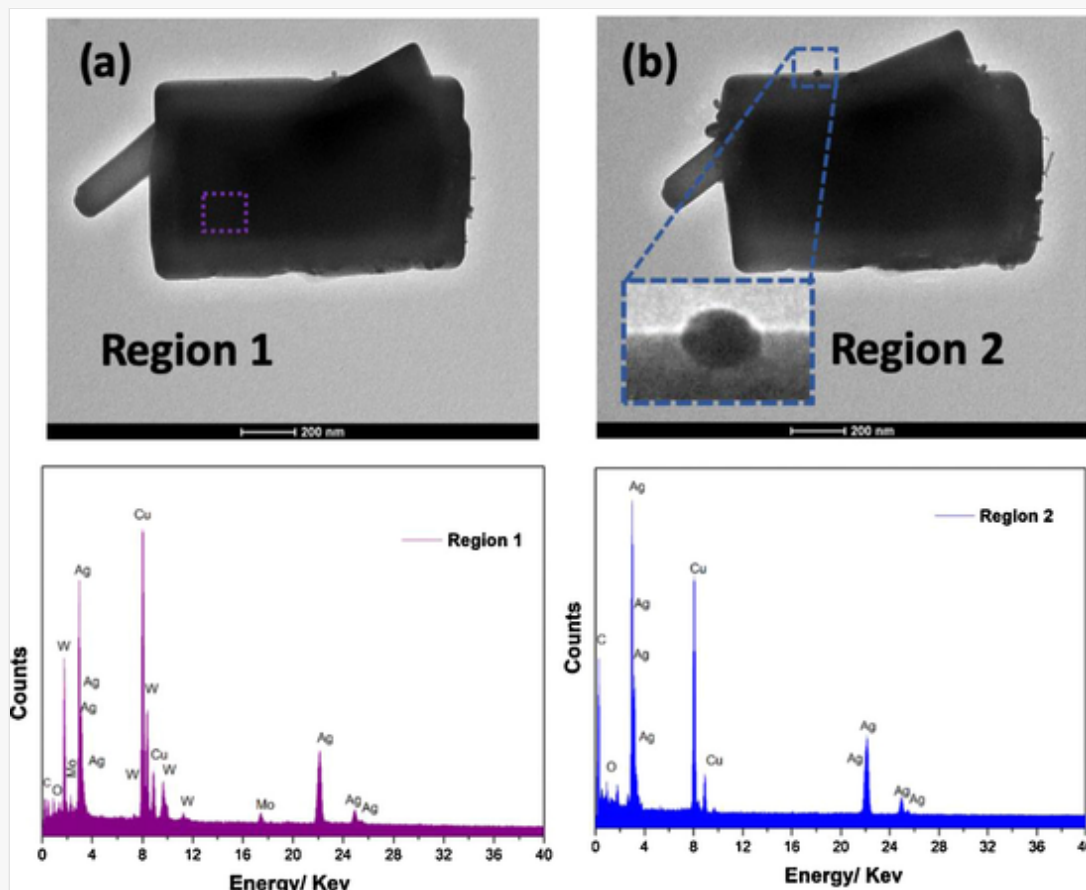 (a)
Region 1
200 nm
(b)
Region 2
200 nm
Counts
Region 1
Cu
Ag
W
Ag
Ag
W
Ag
W
Cu
W
Mo
C
O
W
Mo
Ag
Ag
Ag
0 4 8 12 16 20 24 28 32 36 40
Energy/ Kev
Counts
Region 2
Ag
Cu
Ag
C
Ag
Ag
O
Cu
Ag
Ag
Ag
Ag
0 4 8 12 16 20 24 28 32 36 40
Energy/ Kev